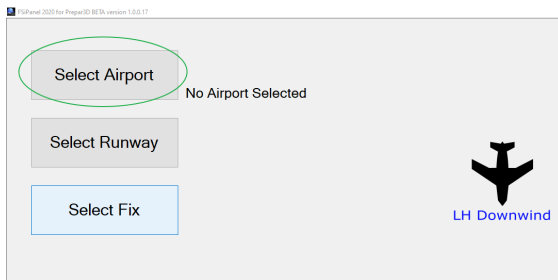 FSiPanel 2020 for Prepar3D BETA version 1.0.0.17
Select Airport
No Airport Selected
Select Runway
Select Fix
LH Downwind